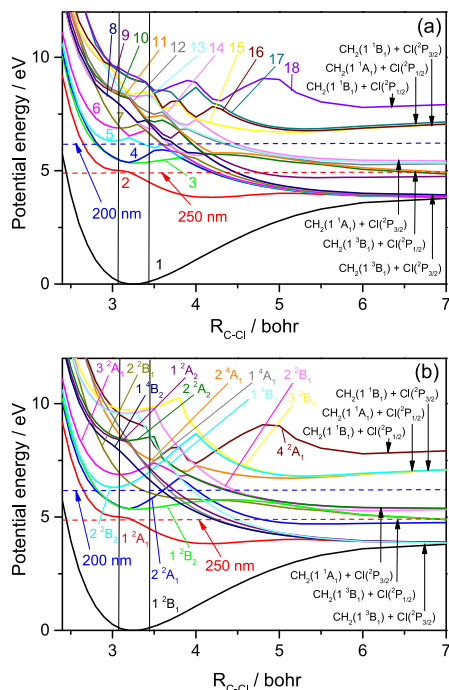 (a)
Potential energy / eV
10
5
0
8
9
10
11
12
13
14
15
16
17
18
7
6
5
4
3
2
1
200 nm
250 nm
CH₂(1 ¹B₁) + Cl(²P₃/₂)
CH₂(1 ¹A₁) + Cl(²P₁/₂)
CH₂(1 ¹B₁) + Cl(²P₁/₂)
CH₂(1 ¹A₁) + Cl(²P₃/₂)
CH₂(1 ³B₁) + Cl(²P₁/₂)
CH₂(1 ³B₁) + Cl(²P₃/₂)
3 4 5 6 7
R_C-Cl / bohr
(b)
Potential energy / eV
10
5
0
3 ²A₁
2 ²B₁
1 ⁴B₂
1 ²A₂
2 ²A₂
2 ⁴A₁
1 ⁴A₁
1 ⁴B₁
2 ²B₁
3 ²B₁
4 ²A₁
2 ²B₂
1 ²A₁
2 ²A₁
1 ²B₂
1 ²B₁
200 nm
250 nm
CH₂(1 ¹B₁) + Cl(²P₃/₂)
CH₂(1 ¹A₁) + Cl(²P₁/₂)
CH₂(1 ¹B₁) + Cl(²P₁/₂)
CH₂(1 ¹A₁) + Cl(²P₃/₂)
CH₂(1 ³B₁) + Cl(²P₁/₂)
CH₂(1 ³B₁) + Cl(²P₃/₂)
3 4 5 6 7
R_C-Cl / bohr